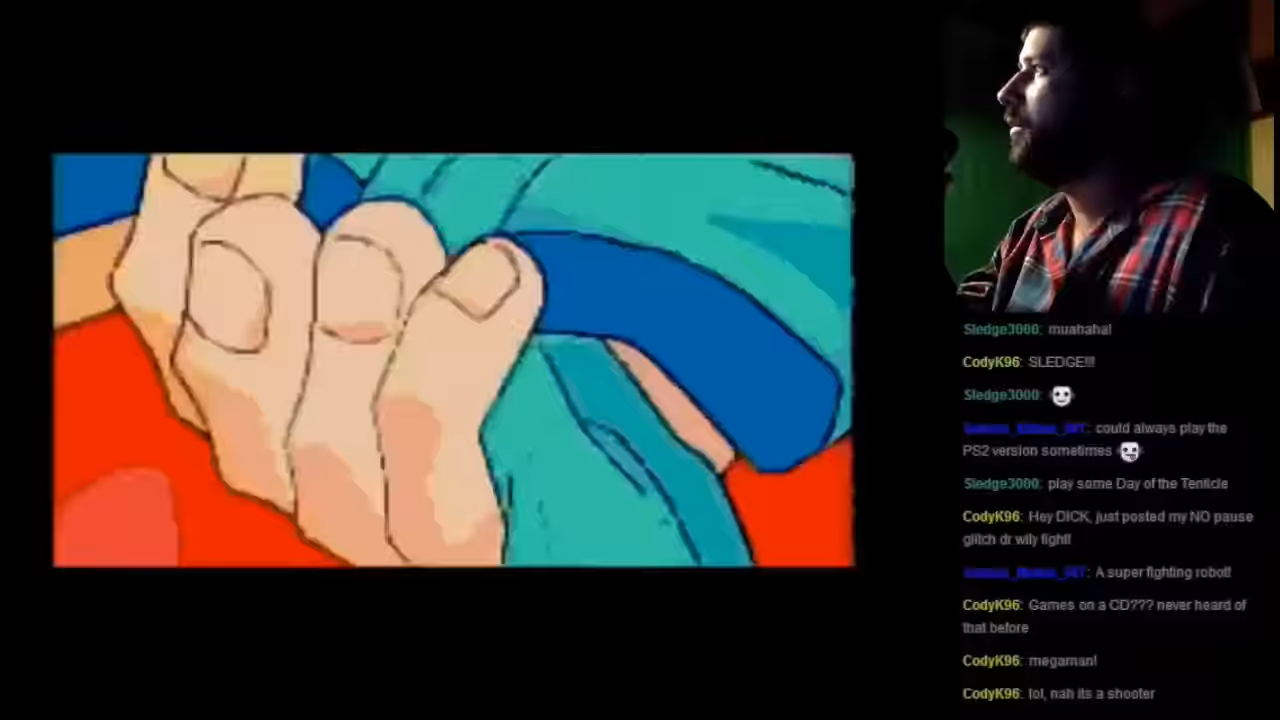 Sledge3000: muahaha!
CodyK96: SLEDGE!!!
Sledge3000:
: could always play the
PS2 version sometimes
Sledge3000: play some Day of the Tenticle
CodyK96: Hey DICK, just posted my NO pause
glitch dr wily fight!
: A super fighting robot!
CodyK96: Games on a CD??? never heard of
that before
CodyK96: megaman!
CodyK96: lol, nah its a shooter